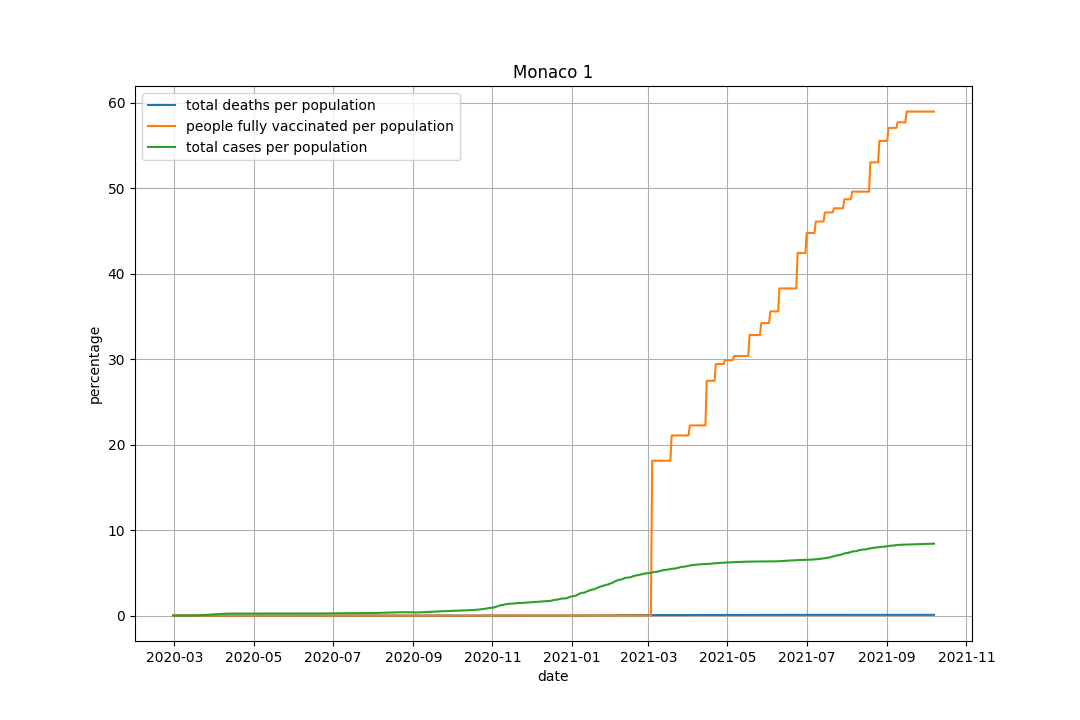 Monaco 1
total deaths per population
people fully vaccinated per population
total cases per population
60
50
40
30
20
10
0
percentage
2020-03 2020-05 2020-07 2020-09 2020-11 2021-01 2021-03 2021-05 2021-07 2021-09 2021-11
date